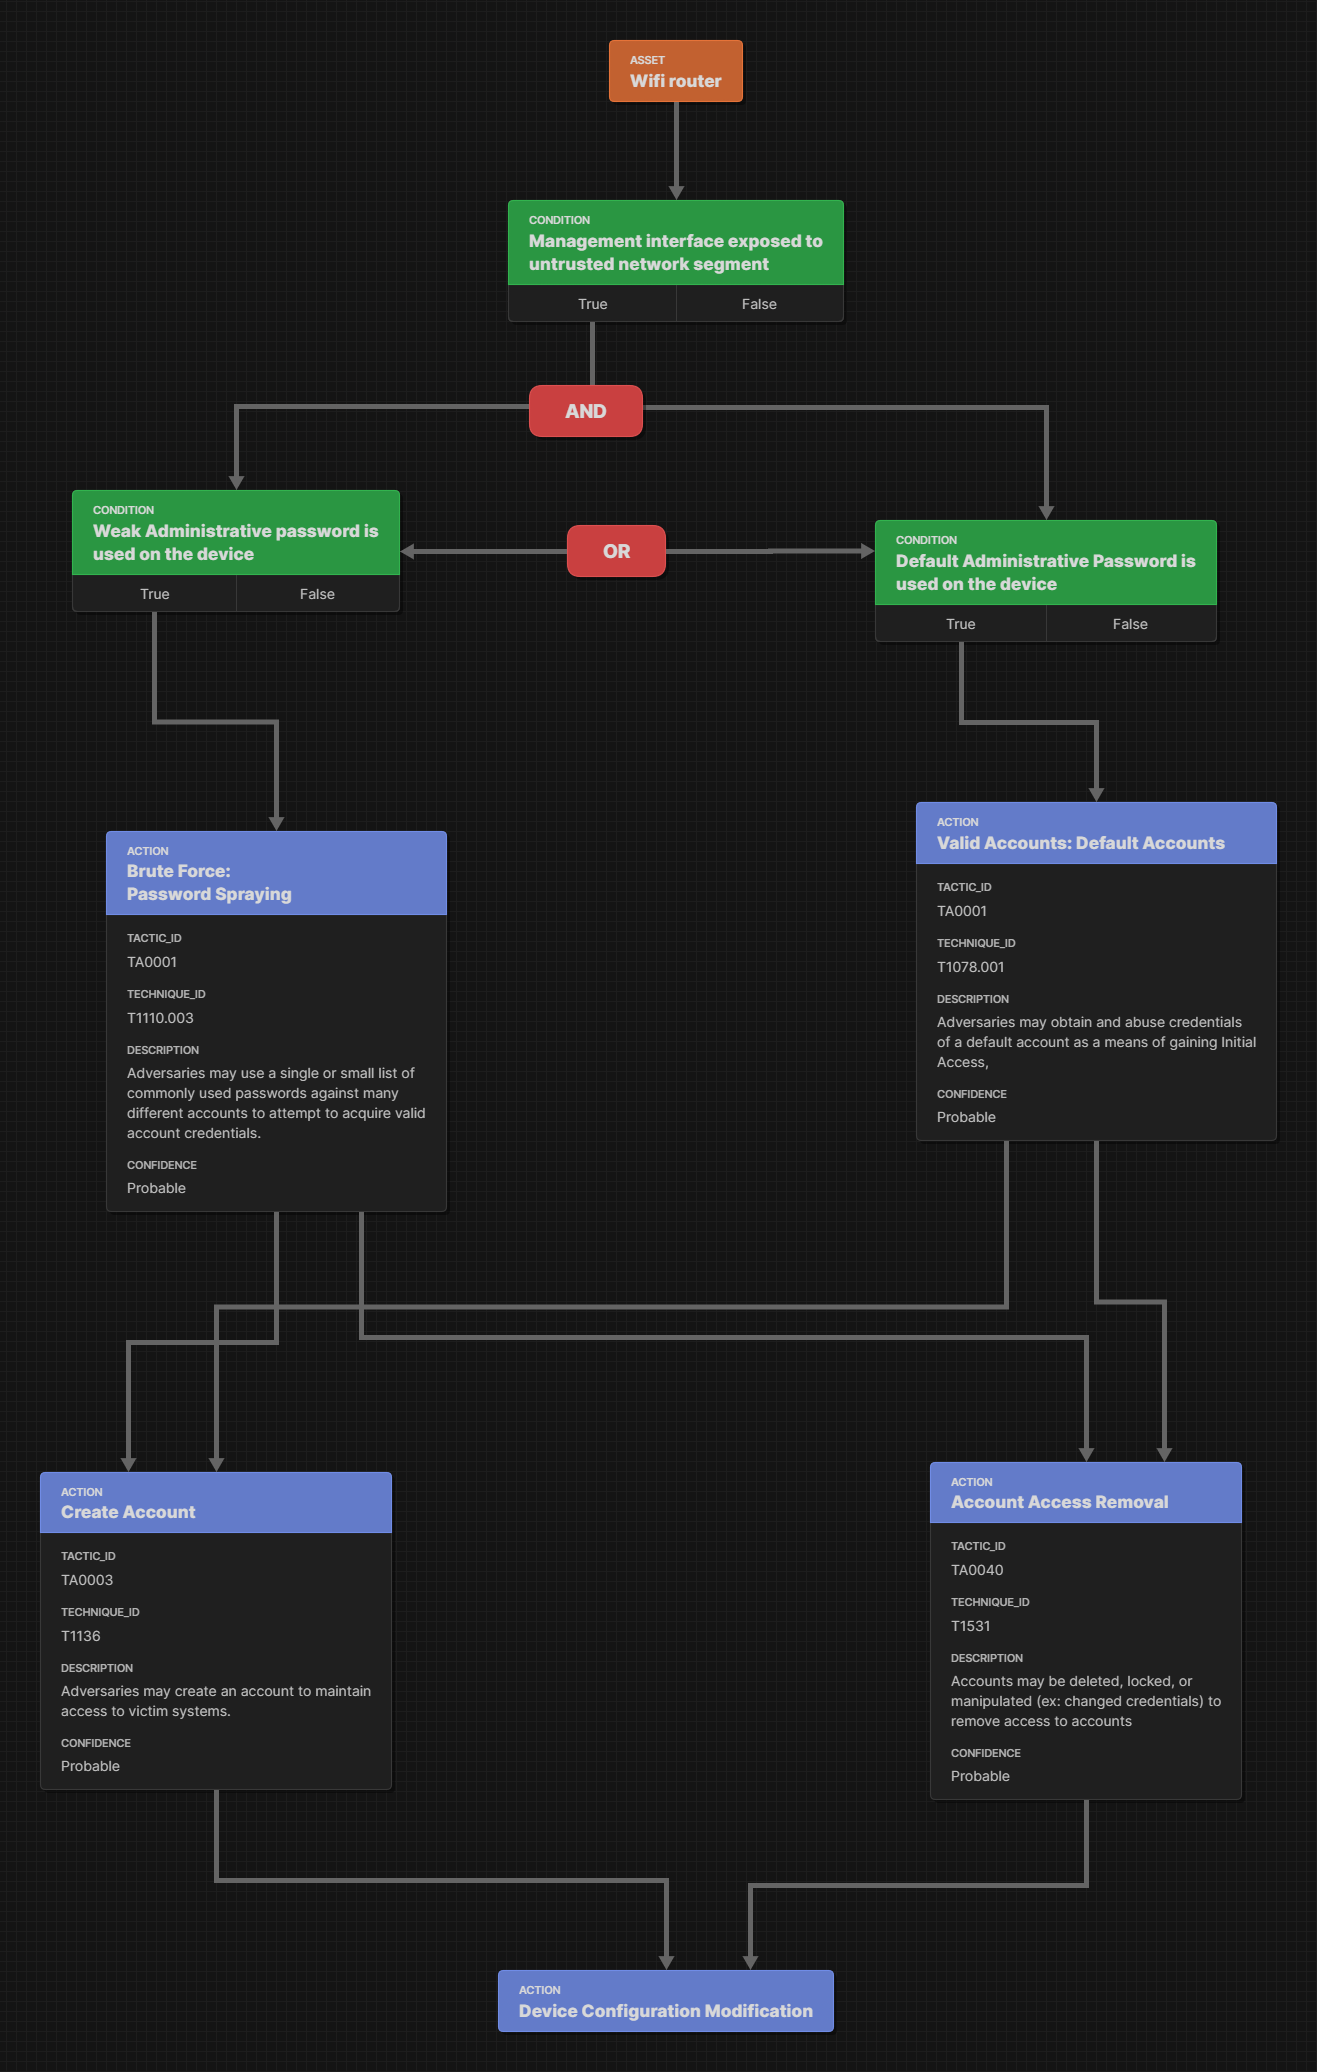 ASSET
Wifi router
CONDITION
Management interface exposed to
untrusted network segment
True
False
AND
CONDITION
Weak Administrative password is
used on the device
True
False
OR
CONDITION
Default Administrative Password is
used on the device
True
False
ACTION
Brute Force:
Password Spraying
TACTIC_ID
TA0001
TECHNIQUE_ID
T1110.003
DESCRIPTION
Adversaries may use a single or small list of
commonly used passwords against many
different accounts to attempt to acquire valid
account credentials.
CONFIDENCE
Probable
ACTION
Valid Accounts: Default Accounts
TACTIC_ID
TA0001
TECHNIQUE_ID
T1078.001
DESCRIPTION
Adversaries may obtain and abuse credentials
of a default account as a means of gaining Initial
Access,
CONFIDENCE
Probable
ACTION
Create Account
TACTIC_ID
TA0003
TECHNIQUE_ID
T1136
DESCRIPTION
Adversaries may create an account to maintain
access to victim systems.
CONFIDENCE
Probable
ACTION
Account Access Removal
TACTIC_ID
TA0040
TECHNIQUE_ID
T1531
DESCRIPTION
Accounts may be deleted, locked, or
manipulated (ex: changed credentials) to
remove access to accounts
CONFIDENCE
Probable
ACTION
Device Configuration Modification